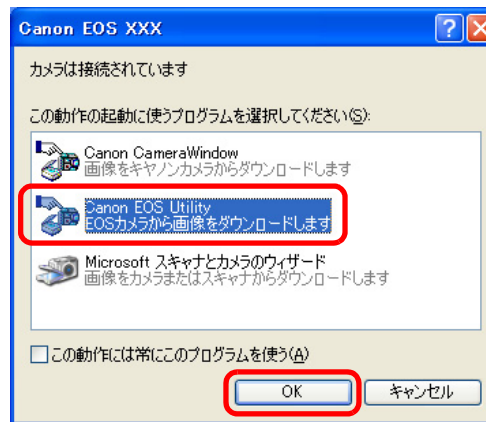 Canon EOS XXX
カメラは接続されています
この動作の起動に使うプログラムを選択してください(S):
Canon CameraWindow
画像をキヤノンカメラからダウンロードします
Canon EOS Utility
EOSカメラから画像をダウンロードします
Microsoft スキャナとカメラのウィザード
画像をカメラまたはスキャナからダウンロードします
この動作には常にこのプログラムを使う(A)
OK
キャンセル